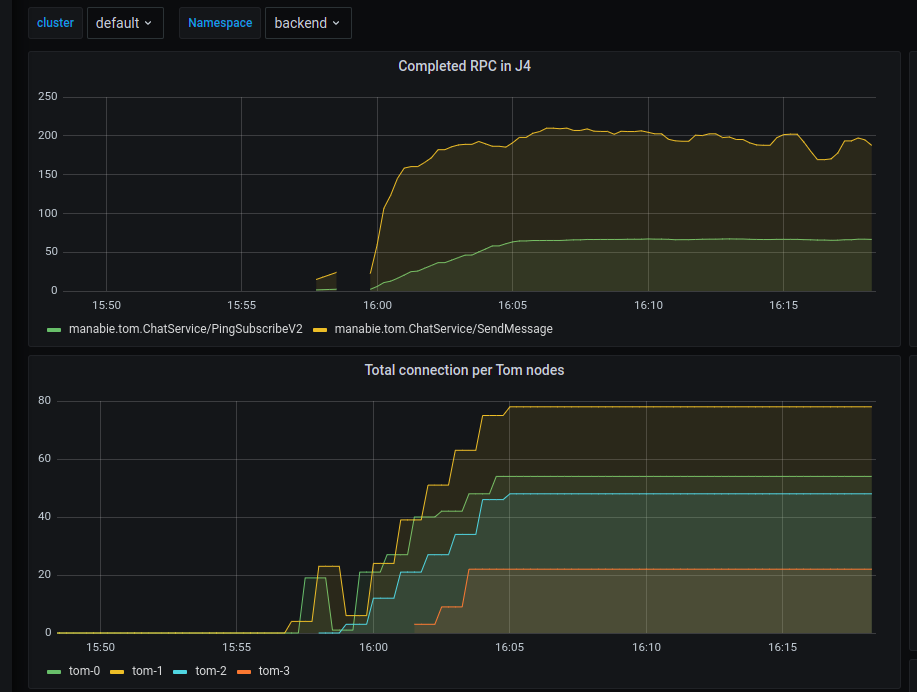 cluster default Namespace backend
Completed RPC in J4
250
200
150
100
50
0
15:50 15:55 16:00 16:05 16:10 16:15
manabie.tom.ChatService/PingSubscribeV2 manabie.tom.ChatService/SendMessage
Total connection per Tom nodes
80
60
40
20
0
15:50 15:55 16:00 16:05 16:10 16:15
tom-0 tom-1 tom-2 tom-3